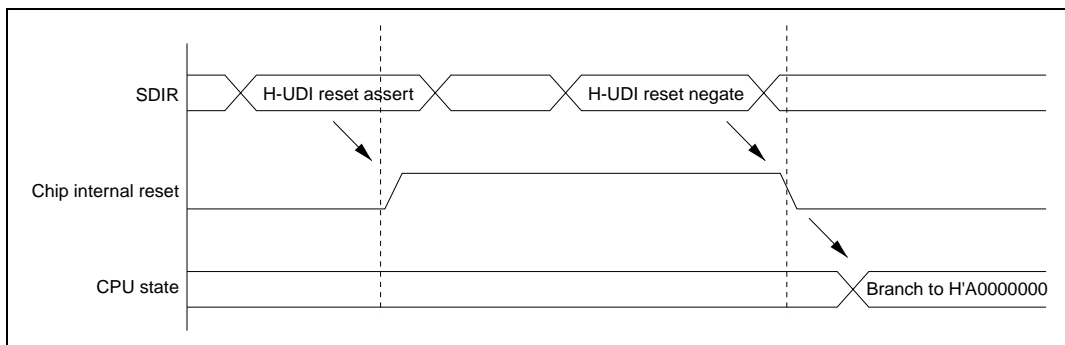 SDIR
H-UDI reset assert
H-UDI reset negate
Chip internal reset
CPU state
Branch to H'A0000000